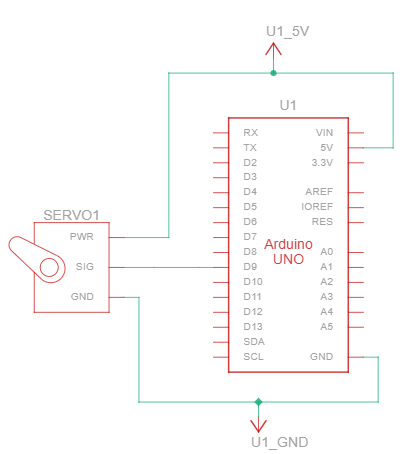 U1_5V
U1
RX VIN
TX 5V
D2 3.3V
D3
D4 AREF
D5 IOREF
SERVO1 D6 RES
PWR D7
D8 Arduino A0
SIG D9 UNO A1
D10 A2
GND D11 A3
D12 A4
D13 A5
SDA
SCL GND
U1_GND